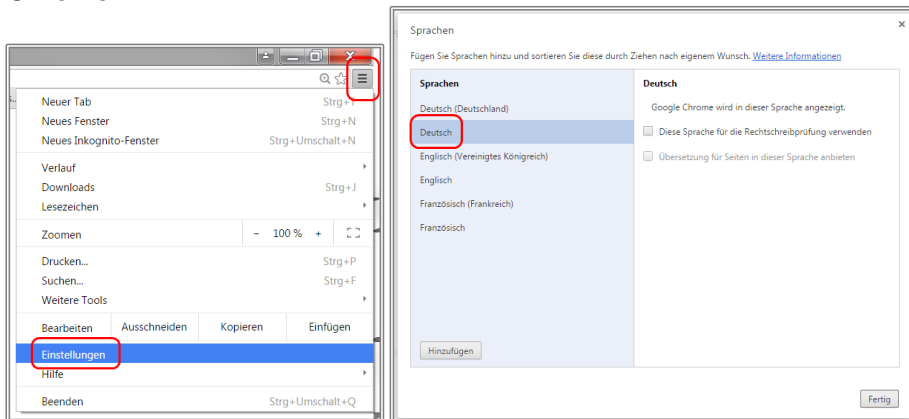 Neuer Tab Strg+T
Neues Fenster Strg+N
Neues Inkognito-Fenster Strg+Umschalt+N
Verlauf
Downloads Strg+J
Lesezeichen
Zoomen - 100 % +
Drucken... Strg+P
Suchen... Strg+F
Weitere Tools
Bearbeiten Ausschneiden Kopieren Einfügen
Einstellungen
Hilfe
Beenden Strg+Umschalt+Q
Sprachen
Fügen Sie Sprachen hinzu und sortieren Sie diese durch Ziehen nach eigenem Wunsch. Weitere Informationen
Sprachen
Deutsch (Deutschland)
Deutsch
Englisch (Vereinigtes Königreich)
Englisch
Französisch (Frankreich)
Französisch
Hinzufügen
Deutsch
Google Chrome wird in dieser Sprache angezeigt.
Diese Sprache für die Rechtschreibprüfung verwenden
Übersetzung für Seiten in dieser Sprache anbieten
Fertig